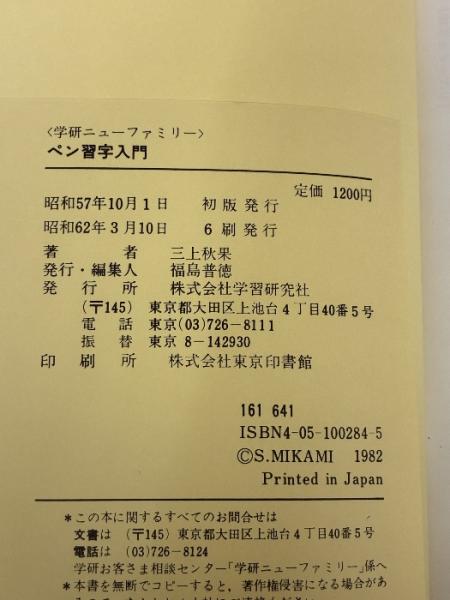 〈学研ニューファミリー〉
ペン習字入門
定価 1200円
昭和57年10月1日 初版発行
昭和62年3月10日 6刷発行
著者 三上秋果
発行・編集人 福島普徳
発行所 株式会社学習研究社
(〒145) 東京都大田区上池台4丁目40番5号
電話 東京(03)726-8111
振替 東京8-142930
印刷所 株式会社東京印書館
161 641
ISBN4-05-100284-5
©S.MIKAMI 1982
Printed in Japan
*この本に関するすべてのお問合せは
文書は (〒145) 東京都大田区上池台4丁目40番5号
電話は (03)726-8124
学研お客さま相談センター「学研ニューファミリー」係へ
*本書を無断でコピーすると、著作権侵害になる場合があ